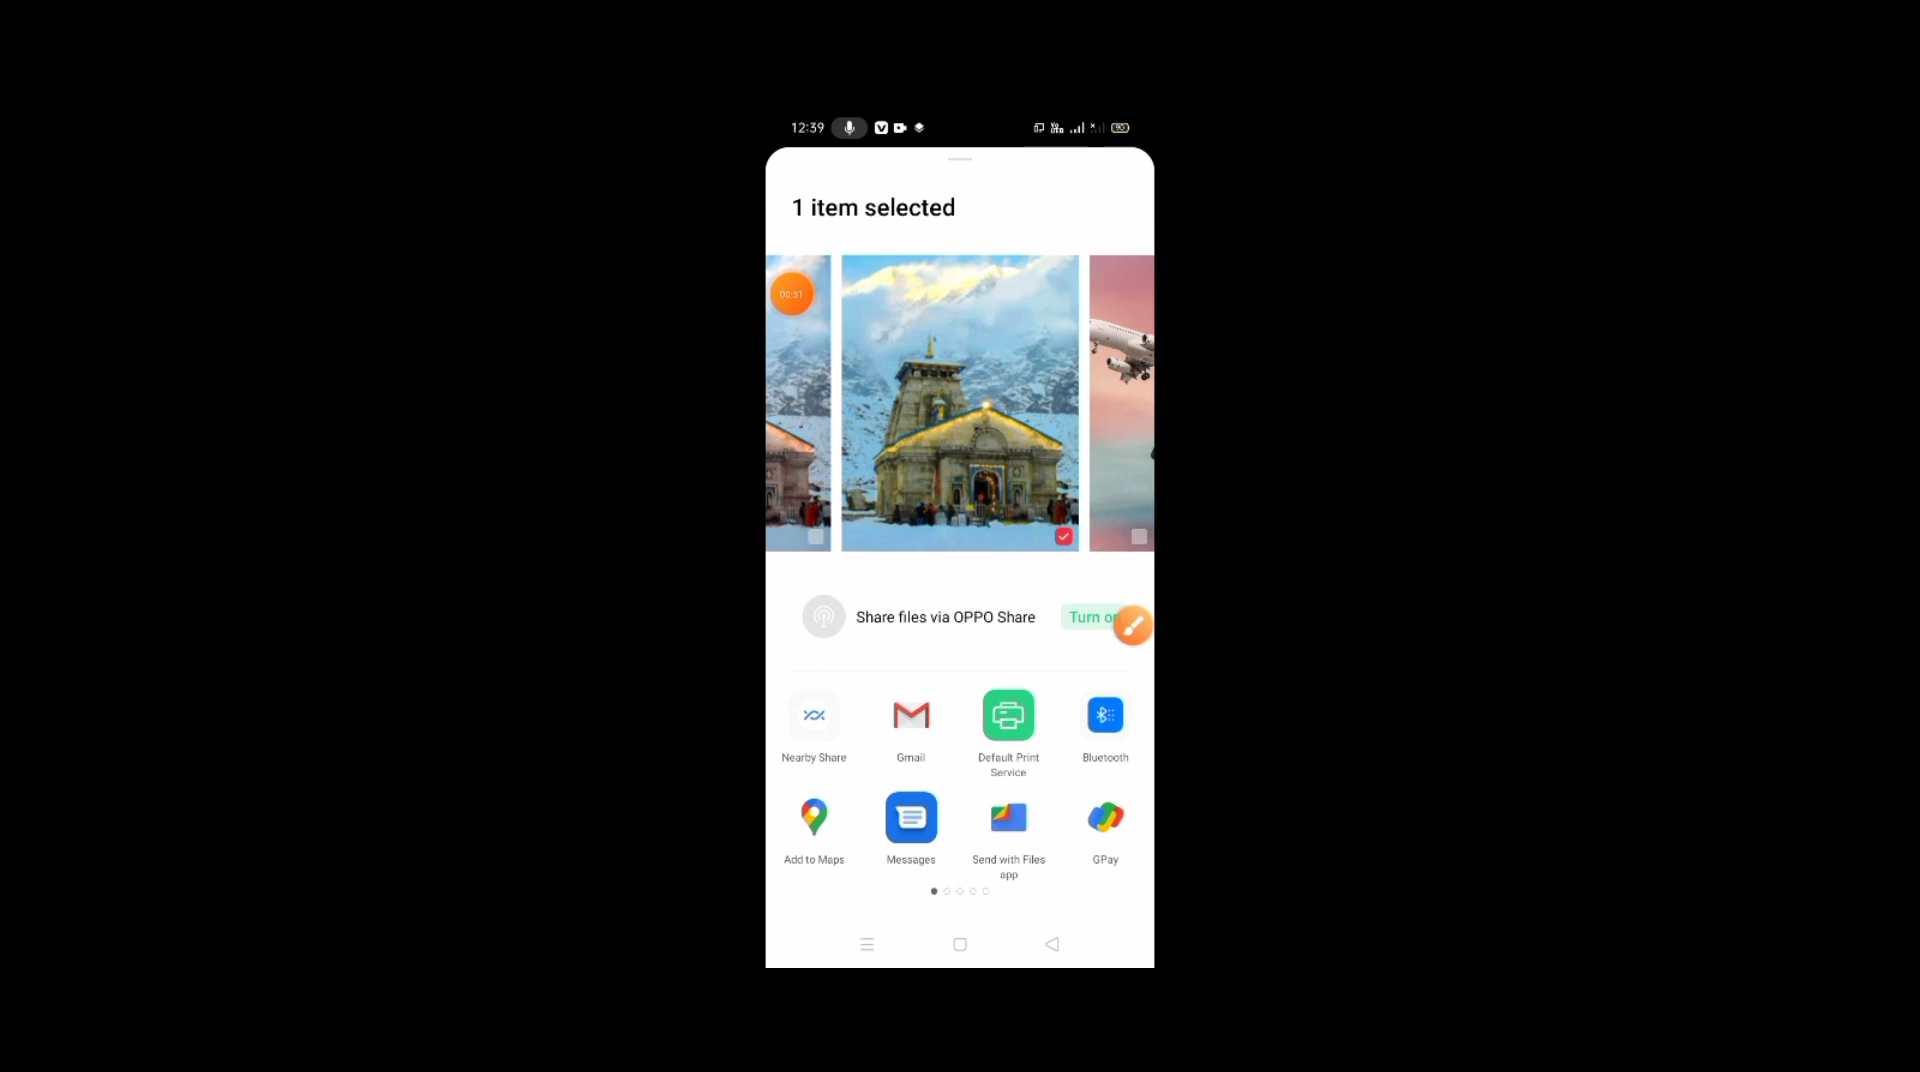 12:39
90
1 item selected
00:31
Share files via OPPO Share
Turn on
Nearby Share
Gmail
Default Print
Service
Bluetooth
Add to Maps
Messages
Send with Files
app
GPay